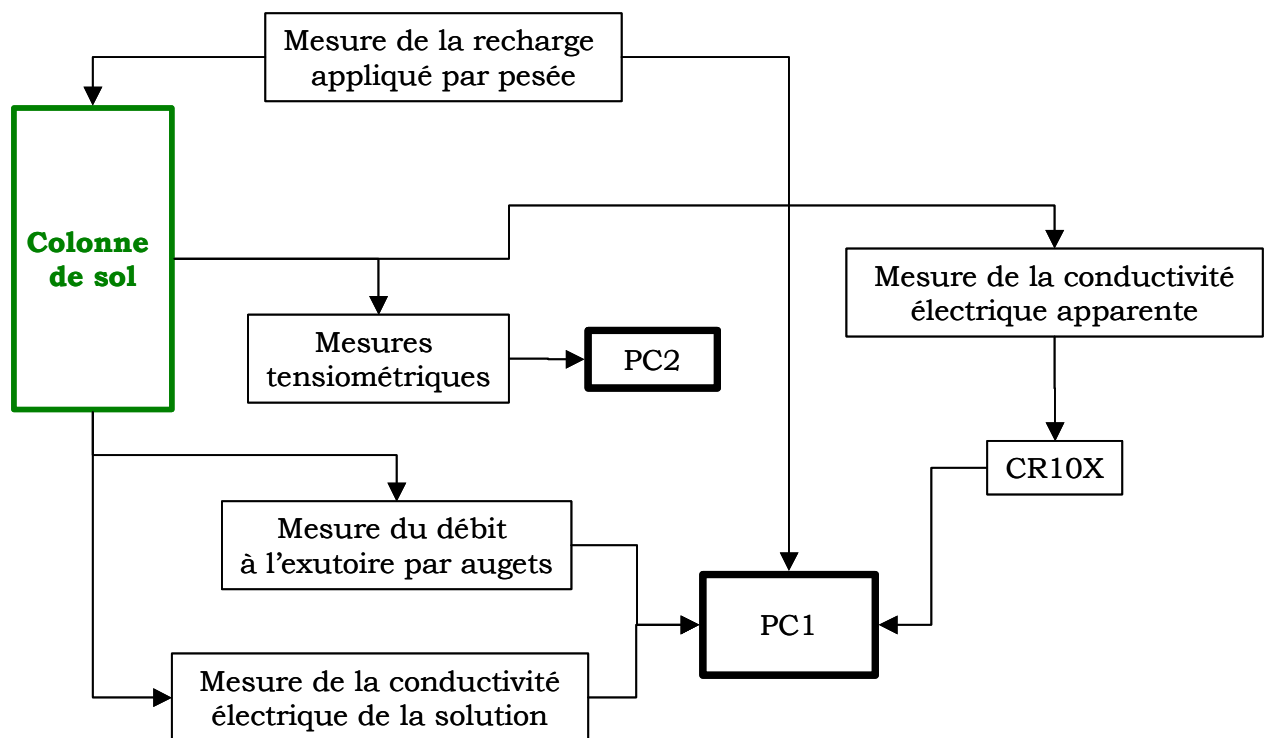 Mesure de la recharge
appliqué par pesée
Colonne
de sol
Mesure de la conductivité
électrique apparente
Mesures
tensiométriques
PC2
CR10X
Mesure du débit
à l’exutoire par augets
PC1
Mesure de la conductivité
électrique de la solution